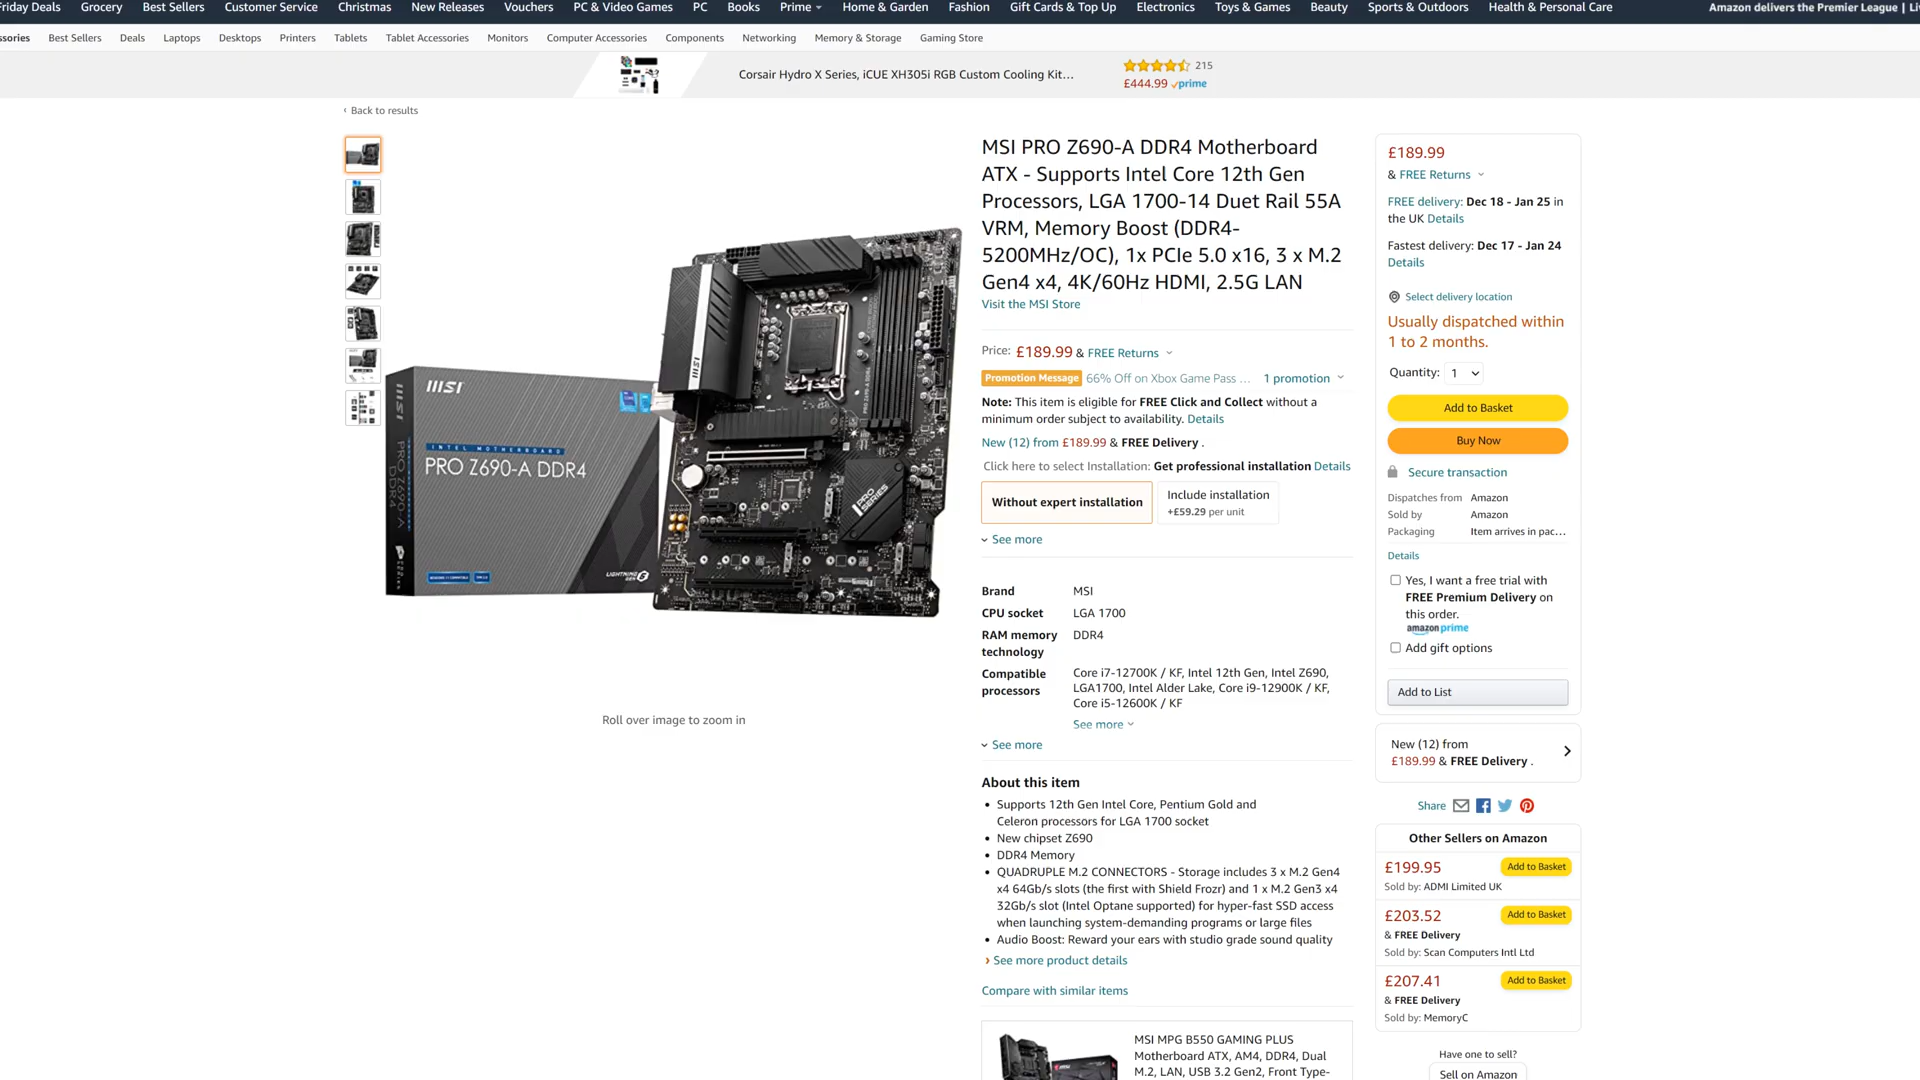 riday Deals Grocery Best Sellers Customer Service Christmas New Releases Vouchers PC & Video Games PC Books Prime Home & Garden Fashion Gift Cards & Top Up Electronics Toys & Games Beauty Sports & Outdoors Health & Personal Care Amazon delivers the Premier League | Li
sories Best Sellers Deals Laptops Desktops Printers Tablets Tablet Accessories Monitors Computer Accessories Components Networking Memory & Storage Gaming Store
Corsair Hydro X Series, iCUE XH305i RGB Custom Cooling Kit...
215
£444.99 prime
‹ Back to results
MSI
MSI
INTEL MOTHERBOARD
PRO Z690-A DDR4
PRO Z690-A DDR4
LIGHTNING GEN 5
MSI
PRO SERIES
Roll over image to zoom in
MSI PRO Z690-A DDR4 Motherboard
ATX - Supports Intel Core 12th Gen
Processors, LGA 1700-14 Duet Rail 55A
VRM, Memory Boost (DDR4-
5200MHz/OC), 1x PCIe 5.0 x16, 3 x M.2
Gen4 x4, 4K/60Hz HDMI, 2.5G LAN
Visit the MSI Store
Price: £189.99 & FREE Returns
Promotion Message 66% Off on Xbox Game Pass ... 1 promotion
Note: This item is eligible for FREE Click and Collect without a
minimum order subject to availability. Details
New (12) from £189.99 & FREE Delivery .
Click here to select Installation: Get professional installation Details
Without expert installation
Include installation
+£59.29 per unit
See more
Brand MSI
CPU socket LGA 1700
RAM memory technology DDR4
Compatible processors Core i7-12700K / KF, Intel 12th Gen, Intel Z690,
LGA1700, Intel Alder Lake, Core i9-12900K / KF,
Core i5-12600K / KF
See more
See more
About this item
• Supports 12th Gen Intel Core, Pentium Gold and
Celeron processors for LGA 1700 socket
• New chipset Z690
• DDR4 Memory
• QUADRUPLE M.2 CONNECTORS - Storage includes 3 x M.2 Gen4
x4 64Gb/s slots (the first with Shield Frozr) and 1 x M.2 Gen3 x4
32Gb/s slot (Intel Optane supported) for hyper-fast SSD access
when launching system-demanding programs or large files
• Audio Boost: Reward your ears with studio grade sound quality
› See more product details
Compare with similar items
MSI MPG B550 GAMING PLUS
Motherboard ATX, AM4, DDR4, Dual
M.2, LAN, USB 3.2 Gen2, Front Type-
£189.99
& FREE Returns
FREE delivery: Dec 18 - Jan 25 in
the UK Details
Fastest delivery: Dec 17 - Jan 24
Details
Select delivery location
Usually dispatched within
1 to 2 months.
Quantity: 1
Add to Basket
Buy Now
Secure transaction
Dispatches from Amazon
Sold by Amazon
Packaging Item arrives in pac...
Details
Yes, I want a free trial with
FREE Premium Delivery on
this order.
amazon prime
Add gift options
Add to List
New (12) from
£189.99 & FREE Delivery .
Share
Other Sellers on Amazon
£199.95 Add to Basket
Sold by: ADMI Limited UK
£203.52 Add to Basket
& FREE Delivery
Sold by: Scan Computers Intl Ltd
£207.41 Add to Basket
& FREE Delivery
Sold by: MemoryC
Have one to sell?
Sell on Amazon